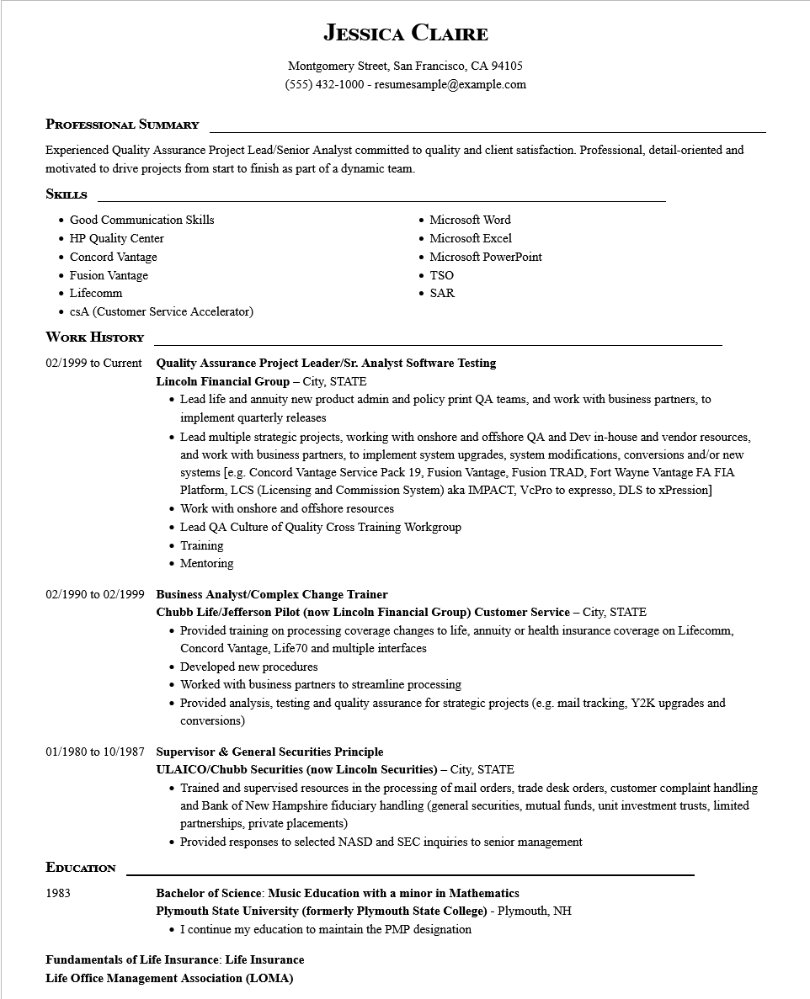 Jessica Claire
Montgomery Street, San Francisco, CA 94105
(555) 432-1000 - resumesample@example.com
Professional Summary
Experienced Quality Assurance Project Lead/Senior Analyst committed to quality and client satisfaction. Professional, detail-oriented and
motivated to drive projects from start to finish as part of a dynamic team.
Skills
• Good Communication Skills
• HP Quality Center
• Concord Vantage
• Fusion Vantage
• Lifecomm
• csA (Customer Service Accelerator)
• Microsoft Word
• Microsoft Excel
• Microsoft PowerPoint
• TSO
• SAR
Work History
02/1999 to Current Quality Assurance Project Leader/Sr. Analyst Software Testing
Lincoln Financial Group – City, STATE
• Lead life and annuity new product admin and policy print QA teams, and work with business partners, to
implement quarterly releases
• Lead multiple strategic projects, working with onshore and offshore QA and Dev in-house and vendor resources,
and work with business partners, to implement system upgrades, system modifications, conversions and/or new
systems [e.g. Concord Vantage Service Pack 19, Fusion Vantage, Fusion TRAD, Fort Wayne Vantage FA FIA
Platform, LCS (Licensing and Commission System) aka IMPACT, VcPro to expresso, DLS to xPression]
• Work with onshore and offshore resources
• Lead QA Culture of Quality Cross Training Workgroup
• Training
• Mentoring
02/1990 to 02/1999 Business Analyst/Complex Change Trainer
Chubb Life/Jefferson Pilot (now Lincoln Financial Group) Customer Service – City, STATE
• Provided training on processing coverage changes to life, annuity or health insurance coverage on Lifecomm,
Concord Vantage, Life70 and multiple interfaces
• Developed new procedures
• Worked with business partners to streamline processing
• Provided analysis, testing and quality assurance for strategic projects (e.g. mail tracking, Y2K upgrades and
conversions)
01/1980 to 10/1987 Supervisor & General Securities Principle
ULAICO/Chubb Securities (now Lincoln Securities) – City, STATE
• Trained and supervised resources in the processing of mail orders, trade desk orders, customer complaint handling
and Bank of New Hampshire fiduciary handling (general securities, mutual funds, unit investment trusts, limited
partnerships, private placements)
• Provided responses to selected NASD and SEC inquiries to senior management
Education
1983 Bachelor of Science: Music Education with a minor in Mathematics
Plymouth State University (formerly Plymouth State College) - Plymouth, NH
• I continue my education to maintain the PMP designation
Fundamentals of Life Insurance: Life Insurance
Life Office Management Association (LOMA)